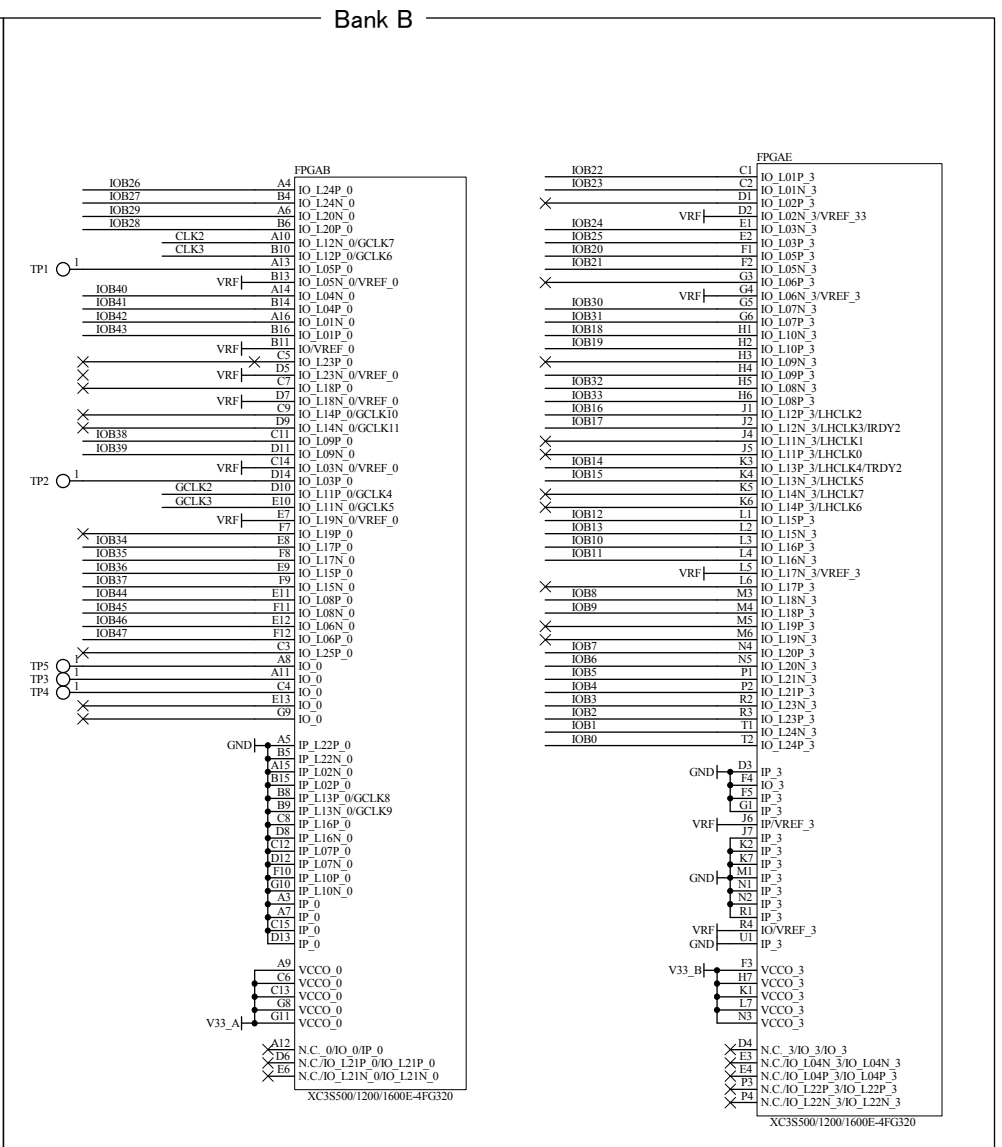 Bank B
FPGAB
IOB26 A4 IO_L24P_0
IOB27 B4 IO_L24N_0
IOB29 A6 IO_L20N_0
IOB28 B6 IO_L20P_0
CLK2 A10 IO_L12N_0/GCLK7
CLK3 B10 IO_L12P_0/GCLK6
TP1 1 A13 IO_L05P_0
VRF B13 IO_L05N_0/VREF_0
IOB40 A14 IO_L04N_0
IOB41 B14 IO_L04P_0
IOB42 A16 IO_L01N_0
IOB43 B16 IO_L01P_0
VRF B11 IO/VREF_0
C5 IO_L23P_0
VRF D5 IO_L23N_0/VREF_0
C7 IO_L18P_0
VRF D7 IO_L18N_0/VREF_0
C9 IO_L14P_0/GCLK10
D9 IO_L14N_0/GCLK11
IOB38 C11 IO_L09P_0
IOB39 D11 IO_L09N_0
VRF C14 IO_L03N_0/VREF_0
TP2 1 D14 IO_L03P_0
GCLK2 D10 IO_L11P_0/GCLK4
GCLK3 E10 IO_L11N_0/GCLK5
VRF E7 IO_L19N_0/VREF_0
F7 IO_L19P_0
IOB34 E8 IO_L17P_0
IOB35 F8 IO_L17N_0
IOB36 E9 IO_L15P_0
IOB37 F9 IO_L15N_0
IOB44 E11 IO_L08P_0
IOB45 F11 IO_L08N_0
IOB46 E12 IO_L06N_0
IOB47 F12 IO_L06P_0
C3 IO_L25P_0
TP5 1 A8 IO_0
TP3 1 A11 IO_0
TP4 1 C4 IO_0
E13 IO_0
G9 IO_0
GND A5 IP_L22P_0
B5 IP_L22N_0
A15 IP_L02N_0
B15 IP_L02P_0
B8 IP_L13P_0/GCLK8
B9 IP_L13N_0/GCLK9
C8 IP_L16P_0
D8 IP_L16N_0
C12 IP_L07P_0
D12 IP_L07N_0
F10 IP_L10P_0
G10 IP_L10N_0
A3 IP_0
A7 IP_0
C15 IP_0
D13 IP_0
A9 VCCO_0
C6 VCCO_0
C13 VCCO_0
G8 VCCO_0
V33_A G11 VCCO_0
A12 N.C._0/IO_0/IP_0
D6 N.C./IO_L21P_0/IO_L21P_0
E6 N.C./IO_L21N_0/IO_L21N_0
XC3S500/1200/1600E-4FG320
FPGAE
IOB22 C1 IO_L01P_3
IOB23 C2 IO_L01N_3
D1 IO_L02P_3
VRF D2 IO_L02N_3/VREF_33
IOB24 E1 IO_L03N_3
IOB25 E2 IO_L03P_3
IOB20 F1 IO_L05P_3
IOB21 F2 IO_L05N_3
G3 IO_L06P_3
VRF G4 IO_L06N_3/VREF_3
IOB30 G5 IO_L07N_3
IOB31 G6 IO_L07P_3
IOB18 H1 IO_L10N_3
IOB19 H2 IO_L10P_3
H3 IO_L09N_3
H4 IO_L09P_3
IOB32 H5 IO_L08N_3
IOB33 H6 IO_L08P_3
IOB16 J1 IO_L12P_3/LHCLK2
IOB17 J2 IO_L12N_3/LHCLK3/IRDY2
J4 IO_L11N_3/LHCLK1
J5 IO_L11P_3/LHCLK0
IOB14 K3 IO_L13P_3/LHCLK4/TRDY2
IOB15 K4 IO_L13N_3/LHCLK5
K5 IO_L14N_3/LHCLK7
K6 IO_L14P_3/LHCLK6
IOB12 L1 IO_L15P_3
IOB13 L2 IO_L15N_3
IOB10 L3 IO_L16P_3
IOB11 L4 IO_L16N_3
VRF L5 IO_L17N_3/VREF_3
L6 IO_L17P_3
IOB8 M3 IO_L18N_3
IOB9 M4 IO_L18P_3
M5 IO_L19P_3
M6 IO_L19N_3
IOB7 N4 IO_L20P_3
IOB6 N5 IO_L20N_3
IOB5 P1 IO_L21N_3
IOB4 P2 IO_L21P_3
IOB3 R2 IO_L23N_3
IOB2 R3 IO_L23P_3
IOB1 T1 IO_L24N_3
IOB0 T2 IO_L24P_3
GND D3 IP_3
F4 IO_3
F5 IP_3
G1 IP_3
VRF J6 IP/VREF_3
J7 IP_3
K2 IP_3
K7 IP_3
GND M1 IP_3
N1 IP_3
N2 IP_3
R1 IP_3
VRF R4 IO/VREF_3
GND U1 IP_3
V33_B F3 VCCO_3
H7 VCCO_3
K1 VCCO_3
L7 VCCO_3
N3 VCCO_3
D4 N.C._3/IO_3/IO_3
E3 N.C./IO_L04N_3/IO_L04N_3
E4 N.C./IO_L04P_3/IO_L04P_3
P3 N.C./IO_L22P_3/IO_L22P_3
P4 N.C./IO_L22N_3/IO_L22N_3
XC3S500/1200/1600E-4FG320